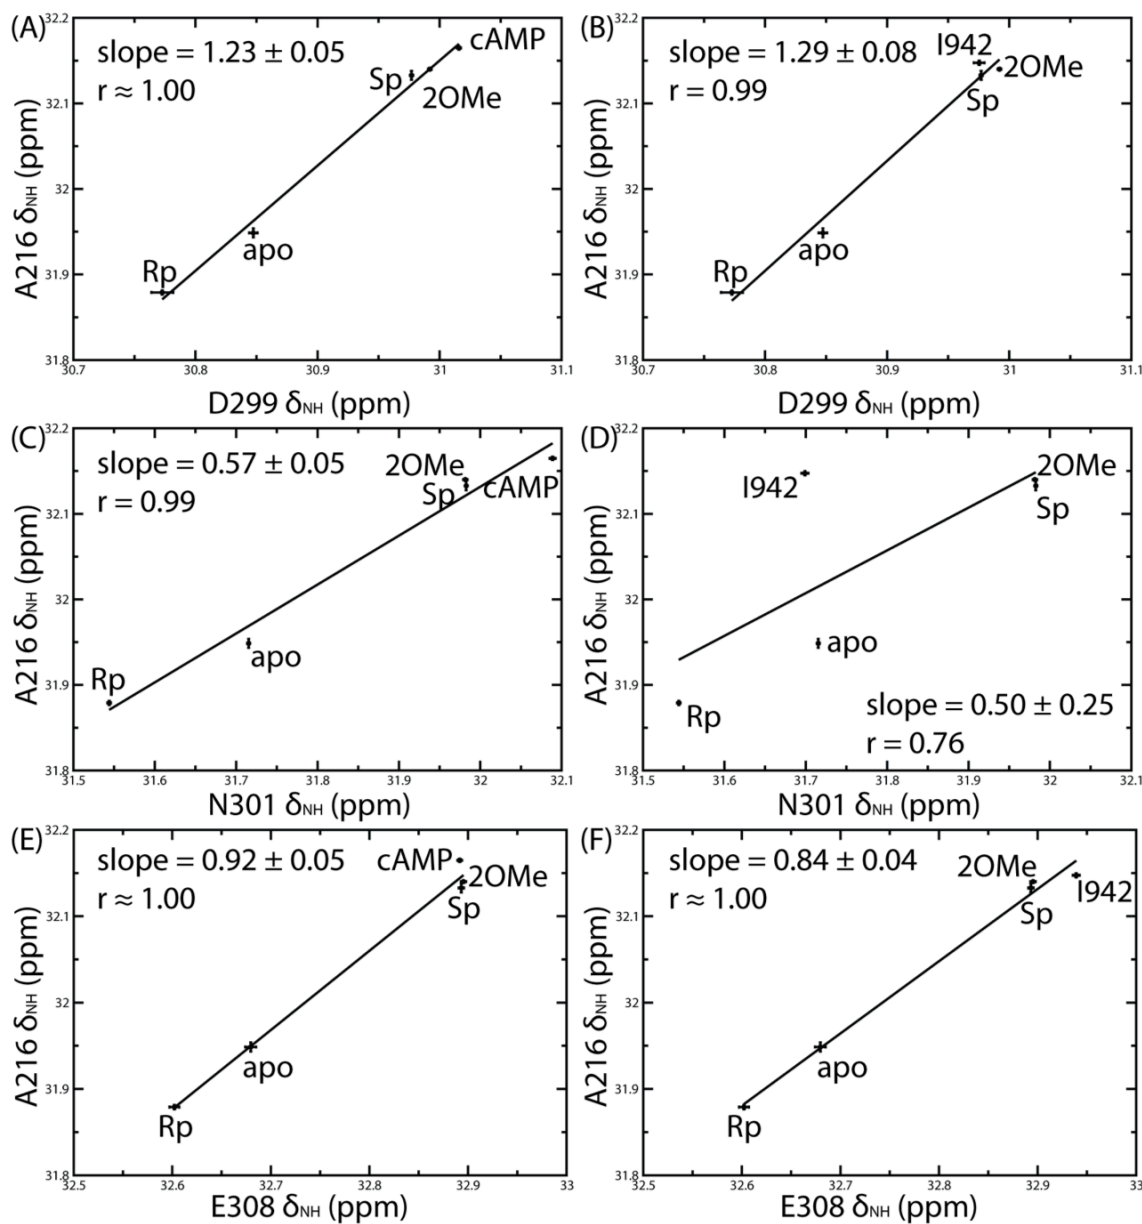 (A)
slope = 1.23 ± 0.05
r ≈ 1.00
cAMP
Sp
2OMe
apo
Rp
A216 δNH (ppm)
32.2
32.1
32
31.9
31.8
30.7
30.8
30.9
31
31.1
D299 δNH (ppm)
(B)
slope = 1.29 ± 0.08
r = 0.99
I942
2OMe
Sp
apo
Rp
A216 δNH (ppm)
32.2
32.1
32
31.9
31.8
30.7
30.8
30.9
31
31.1
D299 δNH (ppm)
(C)
slope = 0.57 ± 0.05
r = 0.99
2OMe
Sp
cAMP
apo
Rp
A216 δNH (ppm)
32.2
32.1
32
31.9
31.8
31.5
31.6
31.7
31.8
31.9
32
32.1
N301 δNH (ppm)
(D)
I942
2OMe
Sp
apo
Rp
slope = 0.50 ± 0.25
r = 0.76
A216 δNH (ppm)
32.2
32.1
32
31.9
31.8
31.5
31.6
31.7
31.8
31.9
32
32.1
N301 δNH (ppm)
(E)
slope = 0.92 ± 0.05
r ≈ 1.00
cAMP
2OMe
Sp
apo
Rp
A216 δNH (ppm)
32.2
32.1
32
31.9
31.8
32.5
32.6
32.7
32.8
32.9
33
E308 δNH (ppm)
(F)
slope = 0.84 ± 0.04
r ≈ 1.00
2OMe
I942
Sp
apo
Rp
A216 δNH (ppm)
32.2
32.1
32
31.9
31.8
32.5
32.6
32.7
32.8
32.9
33
E308 δNH (ppm)